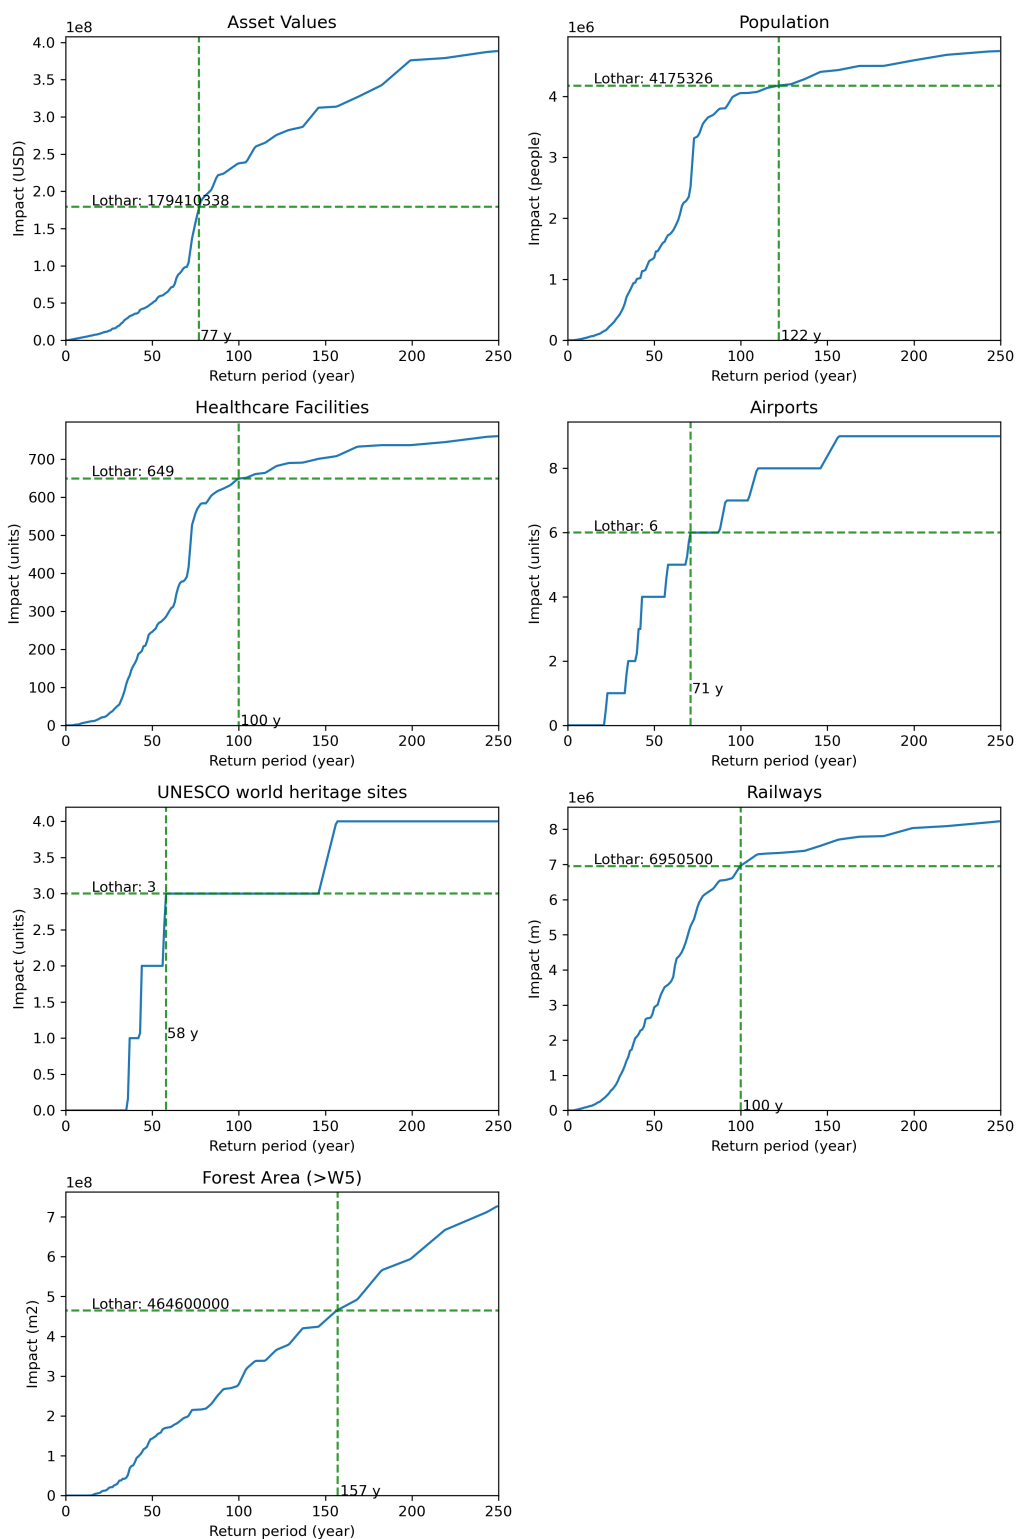 Asset Values
1e8
4.0
3.5
3.0
2.5
2.0
1.5
1.0
0.5
0.0
Impact (USD)
Lothar: 179410338
77 y
0 50 100 150 200 250
Return period (year)
Population
1e6
4
3
2
1
0
Impact (people)
Lothar: 4175326
122 y
0 50 100 150 200 250
Return period (year)
Healthcare Facilities
700
600
500
400
300
200
100
0
Impact (units)
Lothar: 649
100 y
0 50 100 150 200 250
Return period (year)
Airports
8
6
4
2
0
Impact (units)
Lothar: 6
71 y
0 50 100 150 200 250
Return period (year)
UNESCO world heritage sites
4.0
3.5
3.0
2.5
2.0
1.5
1.0
0.5
0.0
Impact (units)
Lothar: 3
58 y
0 50 100 150 200 250
Return period (year)
Railways
1e6
8
7
6
5
4
3
2
1
0
Impact (m)
Lothar: 6950500
100 y
0 50 100 150 200 250
Return period (year)
Forest Area (>W5)
1e8
7
6
5
4
3
2
1
0
Impact (m2)
Lothar: 464600000
157 y
0 50 100 150 200 250
Return period (year)